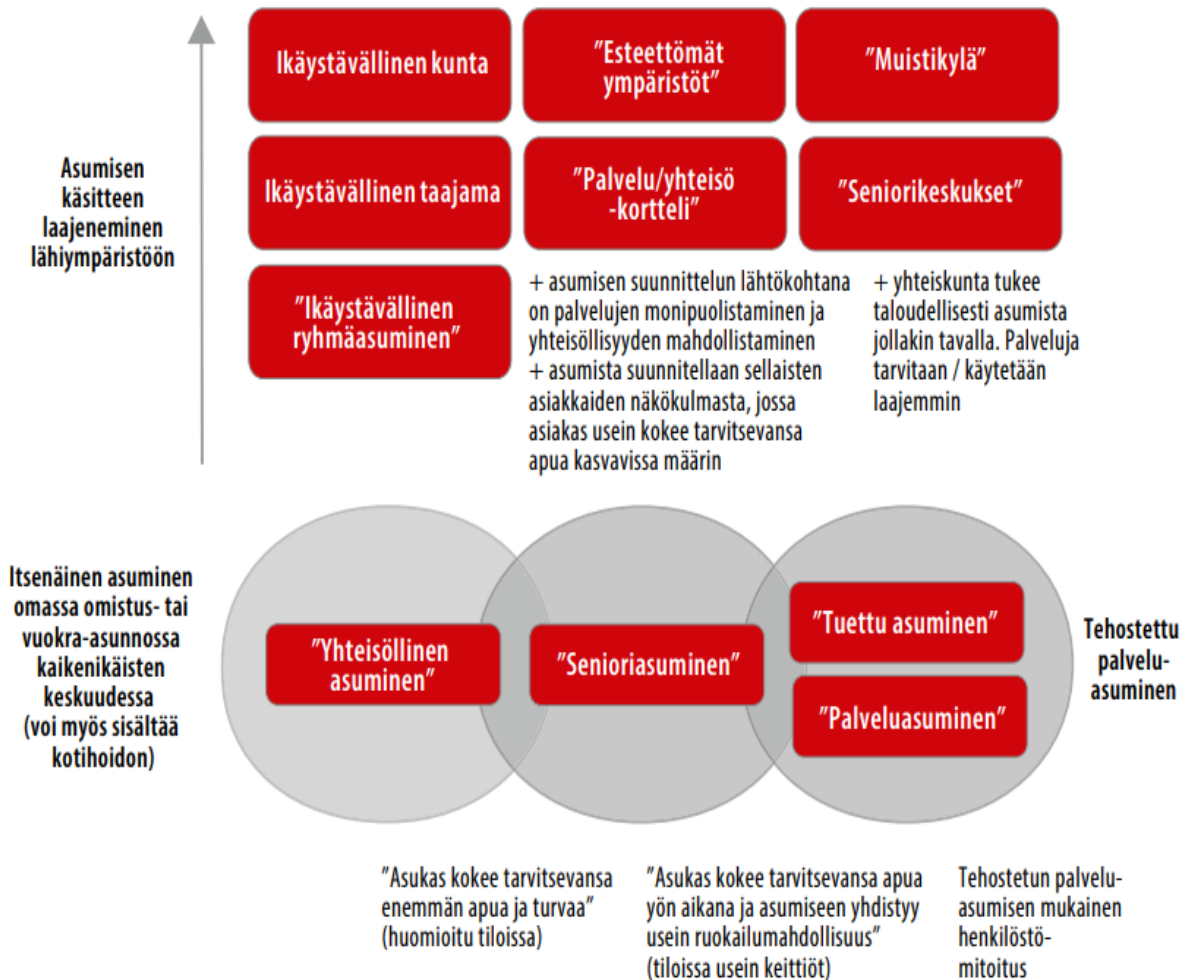 Ikäystävällinen kunta
"Esteettömät
ympäristöt"
"Muistikylä"
Asumisen
käsitteen
laajeneminen
lähiympäristöön
Ikäystävällinen taajama
"Palvelu/yhteisö
-kortteli"
"Seniorikeskukset"
"Ikäystävällinen
ryhmäasuminen"
+ asumisen suunnittelun lähtökohtana
on palvelujen monipuolistaminen ja
yhteisöllisyyden mahdollistaminen
+ asumista suunnitellaan sellaisten
asiakkaiden näkökulmasta, jossa
asiakas usein kokee tarvitsevansa
apua kasvavissa määrin
+ yhteiskunta tukee
taloudellisesti asumista
jollakin tavalla. Palveluja
tarvitaan / käytetään
laajemmin
Itsenäinen asuminen
omassa omistus- tai
vuokra-asunnossa
kaikenikäisten
keskuudessa
(voi myös sisältää
kotihoidon)
"Yhteisöllinen
asuminen"
"Senioriasuminen"
"Tuettu asuminen"
"Palveluasuminen"
Tehostettu
palvelu-
asuminen
"Asukas kokee tarvitsevansa
enemmän apua ja turvaa"
(huomioitu tiloissa)
"Asukas kokee tarvitsevansa apua
yön aikana ja asumiseen yhdistyy
usein ruokailumahdollisuus"
(tiloissa usein keittiöt)
Tehostetun palvelu-
asumisen mukainen
henkilöstö-
mitoitus